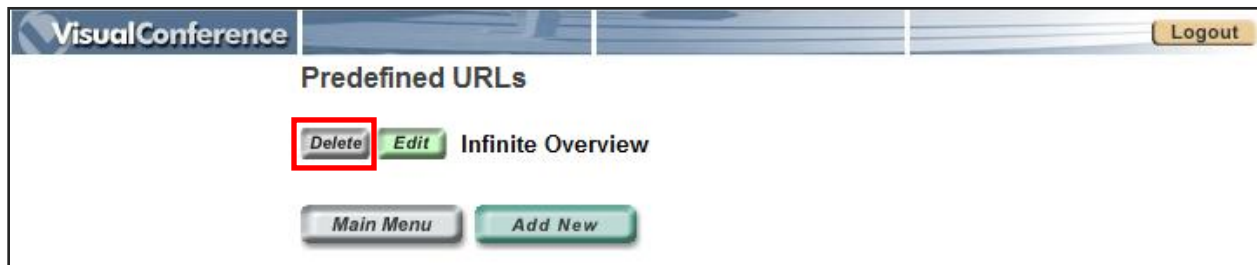 VisualConference
Logout
Predefined URLs
Delete Edit Infinite Overview
Main Menu Add New